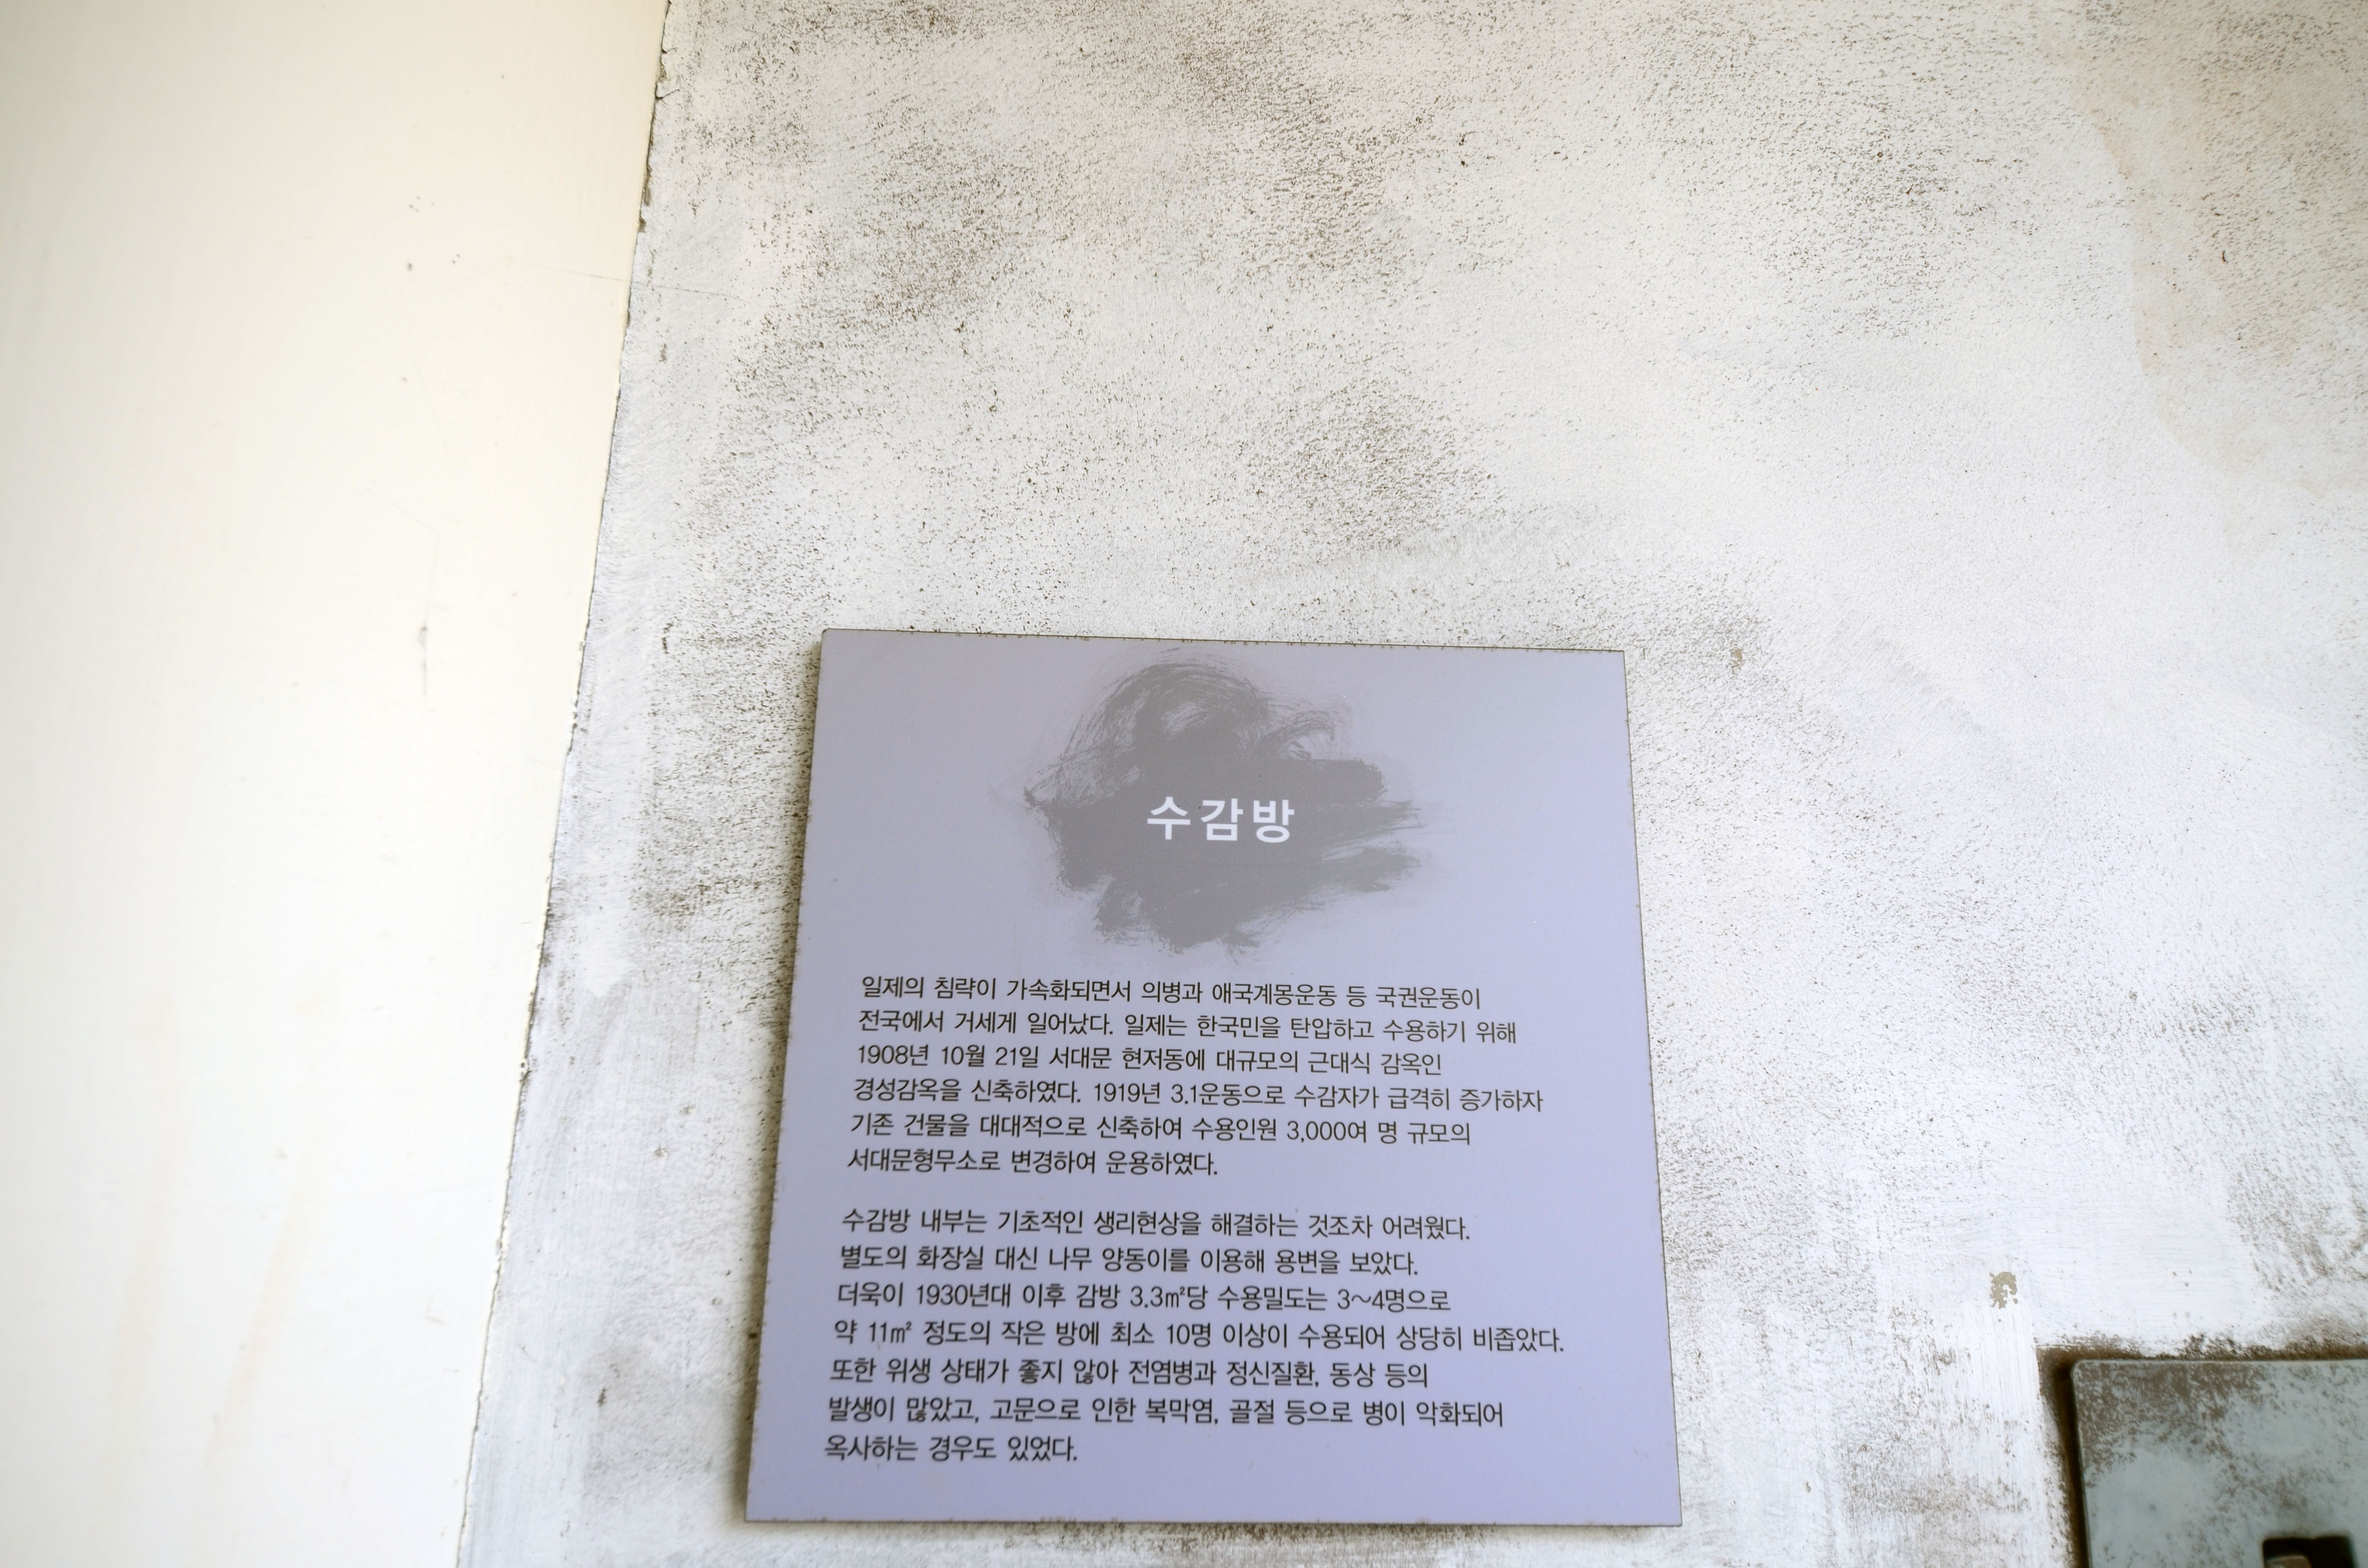 수감방
일제의 침략이 가속화되면서 의병과 애국계몽운동 등 국권운동이
전국에서 거세게 일어났다. 일제는 한국민을 탄압하고 수용하기 위해
1908년 10월 21일 서대문 현저동에 대규모의 근대식 감옥인
경성감옥을 신축하였다. 1919년 3.1운동으로 수감자가 급격히 증가하자
기존 건물을 대대적으로 신축하여 수용인원 3,000여 명 규모의
서대문형무소로 변경하여 운용하였다.
수감방 내부는 기초적인 생리현상을 해결하는 것조차 어려웠다.
별도의 화장실 대신 나무 양동이를 이용해 용변을 보았다.
더욱이 1930년대 이후 감방 3.3㎡당 수용밀도는 3~4명으로
약 11㎡ 정도의 작은 방에 최소 10명 이상이 수용되어 상당히 비좁았다.
또한 위생 상태가 좋지 않아 전염병과 정신질환, 동상 등의
발생이 많았고, 고문으로 인한 복막염, 골절 등으로 병이 악화되어
옥사하는 경우도 있었다.